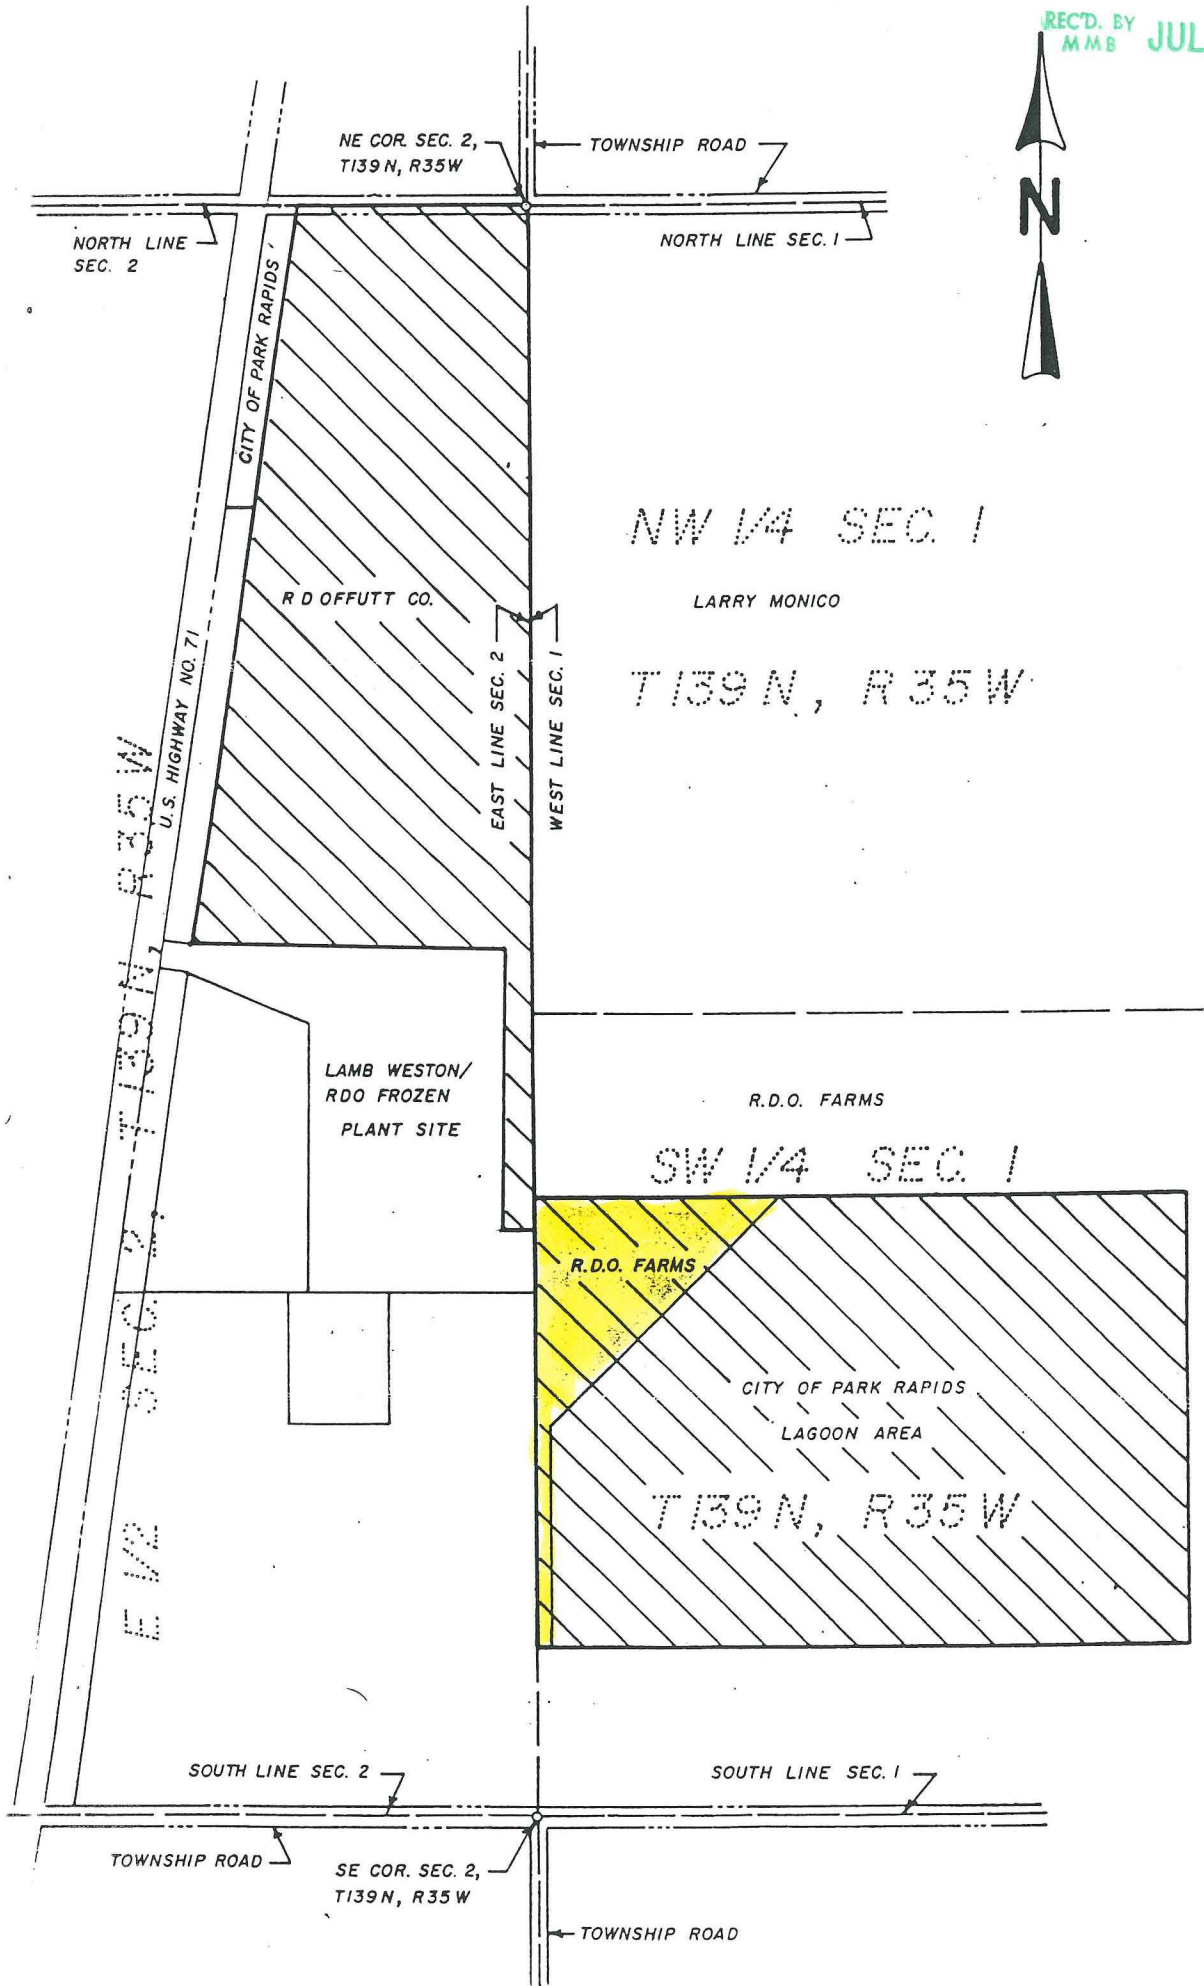 REC'D. BY
MMB JUL
NE COR. SEC. 2,
T139N, R35W
TOWNSHIP ROAD
N
NORTH LINE
SEC. 2
NORTH LINE SEC. 1
CITY OF PARK RAPIDS
NW 1/4 SEC. 1
R D OFFUTT CO.
LARRY MONICO
U.S. HIGHWAY NO. 71
EAST LINE SEC. 2
WEST LINE SEC. 1
T139N, R35W
E 1/2 SEC. 2, T139N, R35W
LAMB WESTON/
RDO FROZEN
PLANT SITE
R.D.O. FARMS
SW 1/4 SEC. 1
R.D.O. FARMS
CITY OF PARK RAPIDS
LAGOON AREA
T139N, R35W
SOUTH LINE SEC. 2
SOUTH LINE SEC. 1
TOWNSHIP ROAD
SE COR. SEC. 2,
T139N, R35W
TOWNSHIP ROAD